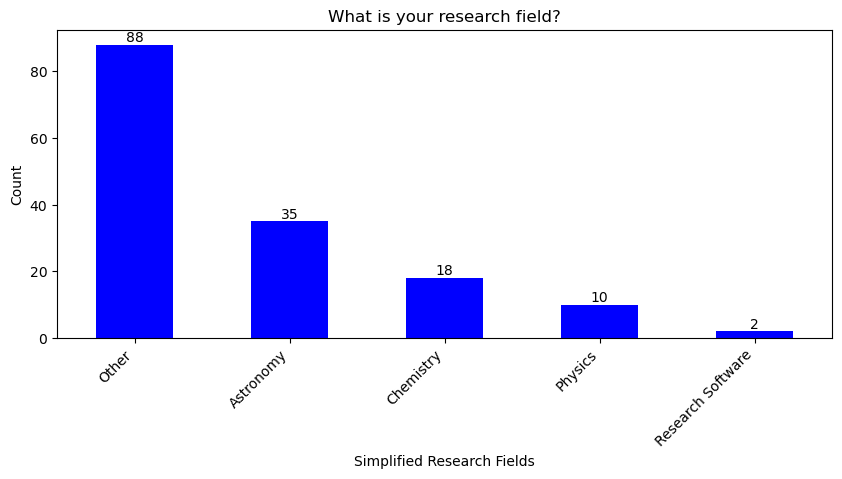 What is your research field?
88
35
18
10
2
80
60
40
20
0
Count
Other
Astronomy
Chemistry
Physics
Research Software
Simplified Research Fields